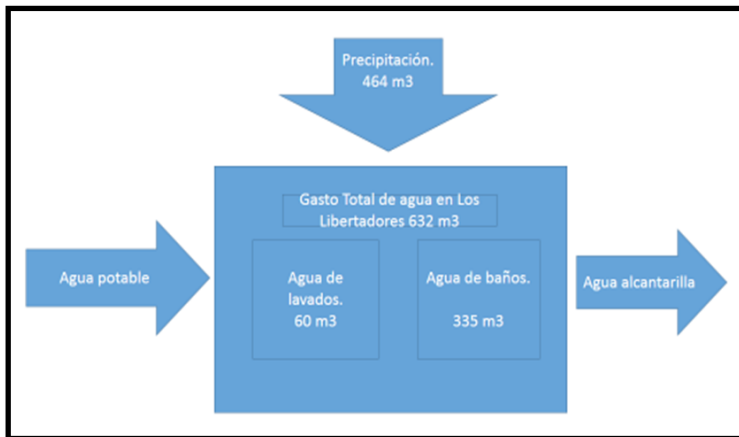 Precipitación.
464 m3
Gasto Total de agua en Los
Libertadores 632 m3
Agua potable
Agua de
lavados.
60 m3
Agua de baños.
335 m3
Agua alcantarilla